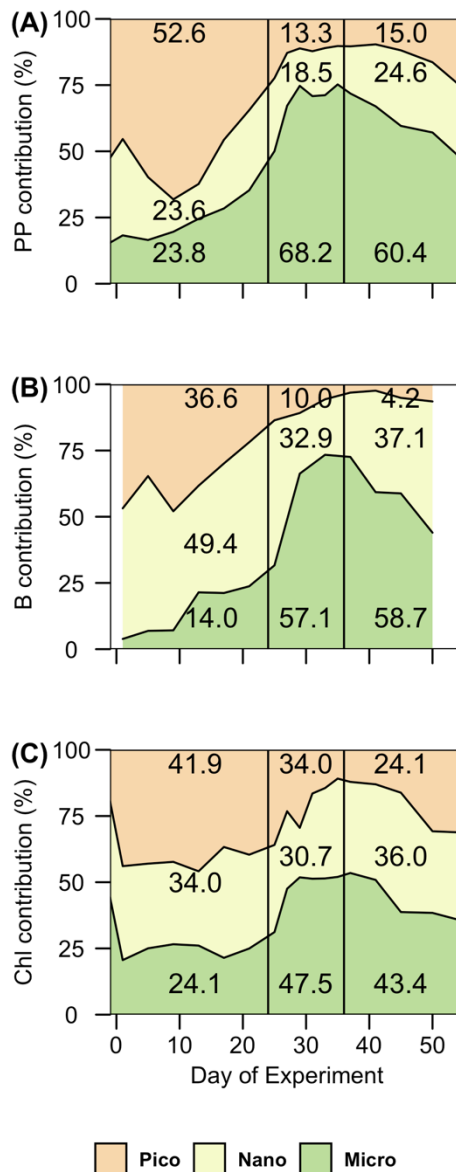 (A)
PP contribution (%)
100
75
50
25
0
52.6 13.3 15.0
18.5 24.6
23.6
23.8 68.2 60.4
(B)
B contribution (%)
100
75
50
25
0
36.6 10.0 4.2
32.9 37.1
49.4
14.0 57.1 58.7
(C)
Chl contribution (%)
100
75
50
25
0
41.9 34.0 24.1
34.0 30.7 36.0
24.1 47.5 43.4
0 10 20 30 40 50
Day of Experiment
Pico Nano Micro